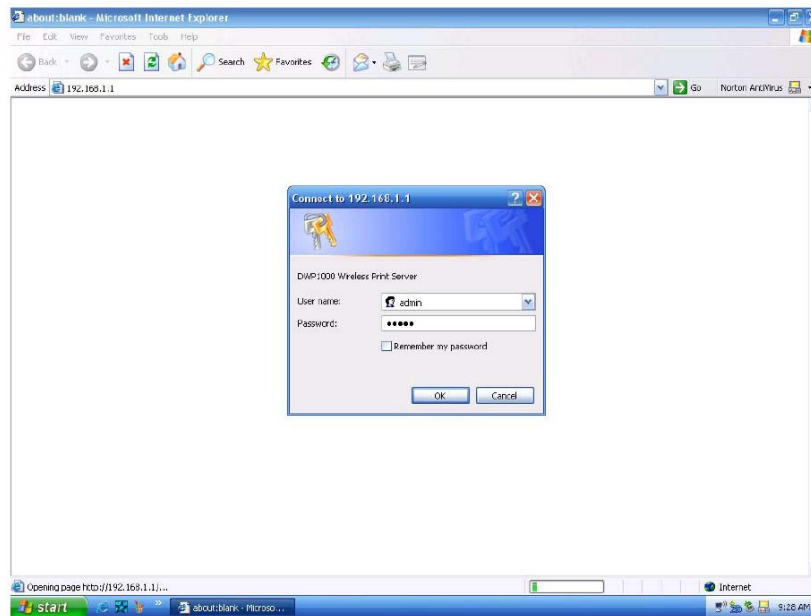 about:blank - Microsoft Internet Explorer
File Edit View Favorites Tools Help
Back Search Favorites
Address 192.168.1.1 Go Norton AntiVirus
Connect to 192.168.1.1
DWP1000 Wireless Print Server
User name: admin
Password: •••••
Remember my password
OK Cancel
Opening page http://192.168.1.1/... Internet
start about:blank - Microso... 9:28 AM